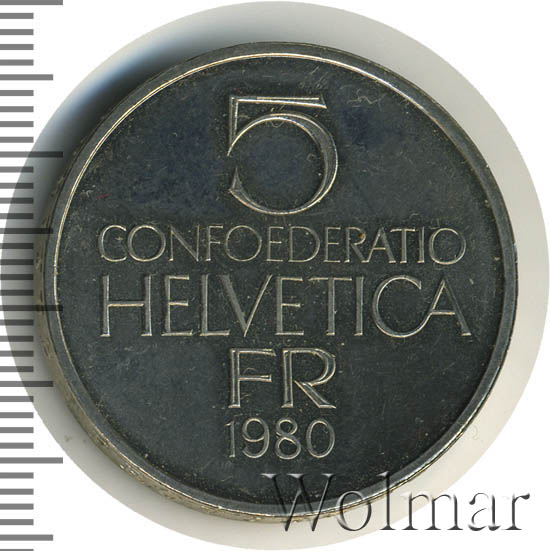 5
CONFOEDERATIO
HELVETICA
FR
1980
Wolmar